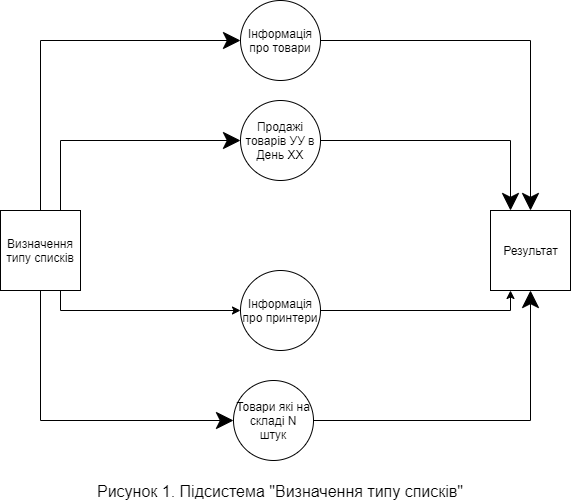 Інформація
про товари
Продажі
товарів УУ в
День ХХ
Визначення
типу списків
Результат
Інформація
про принтери
Товари які на
складі N
штук
Рисунок 1. Підсистема "Визначення типу списків"